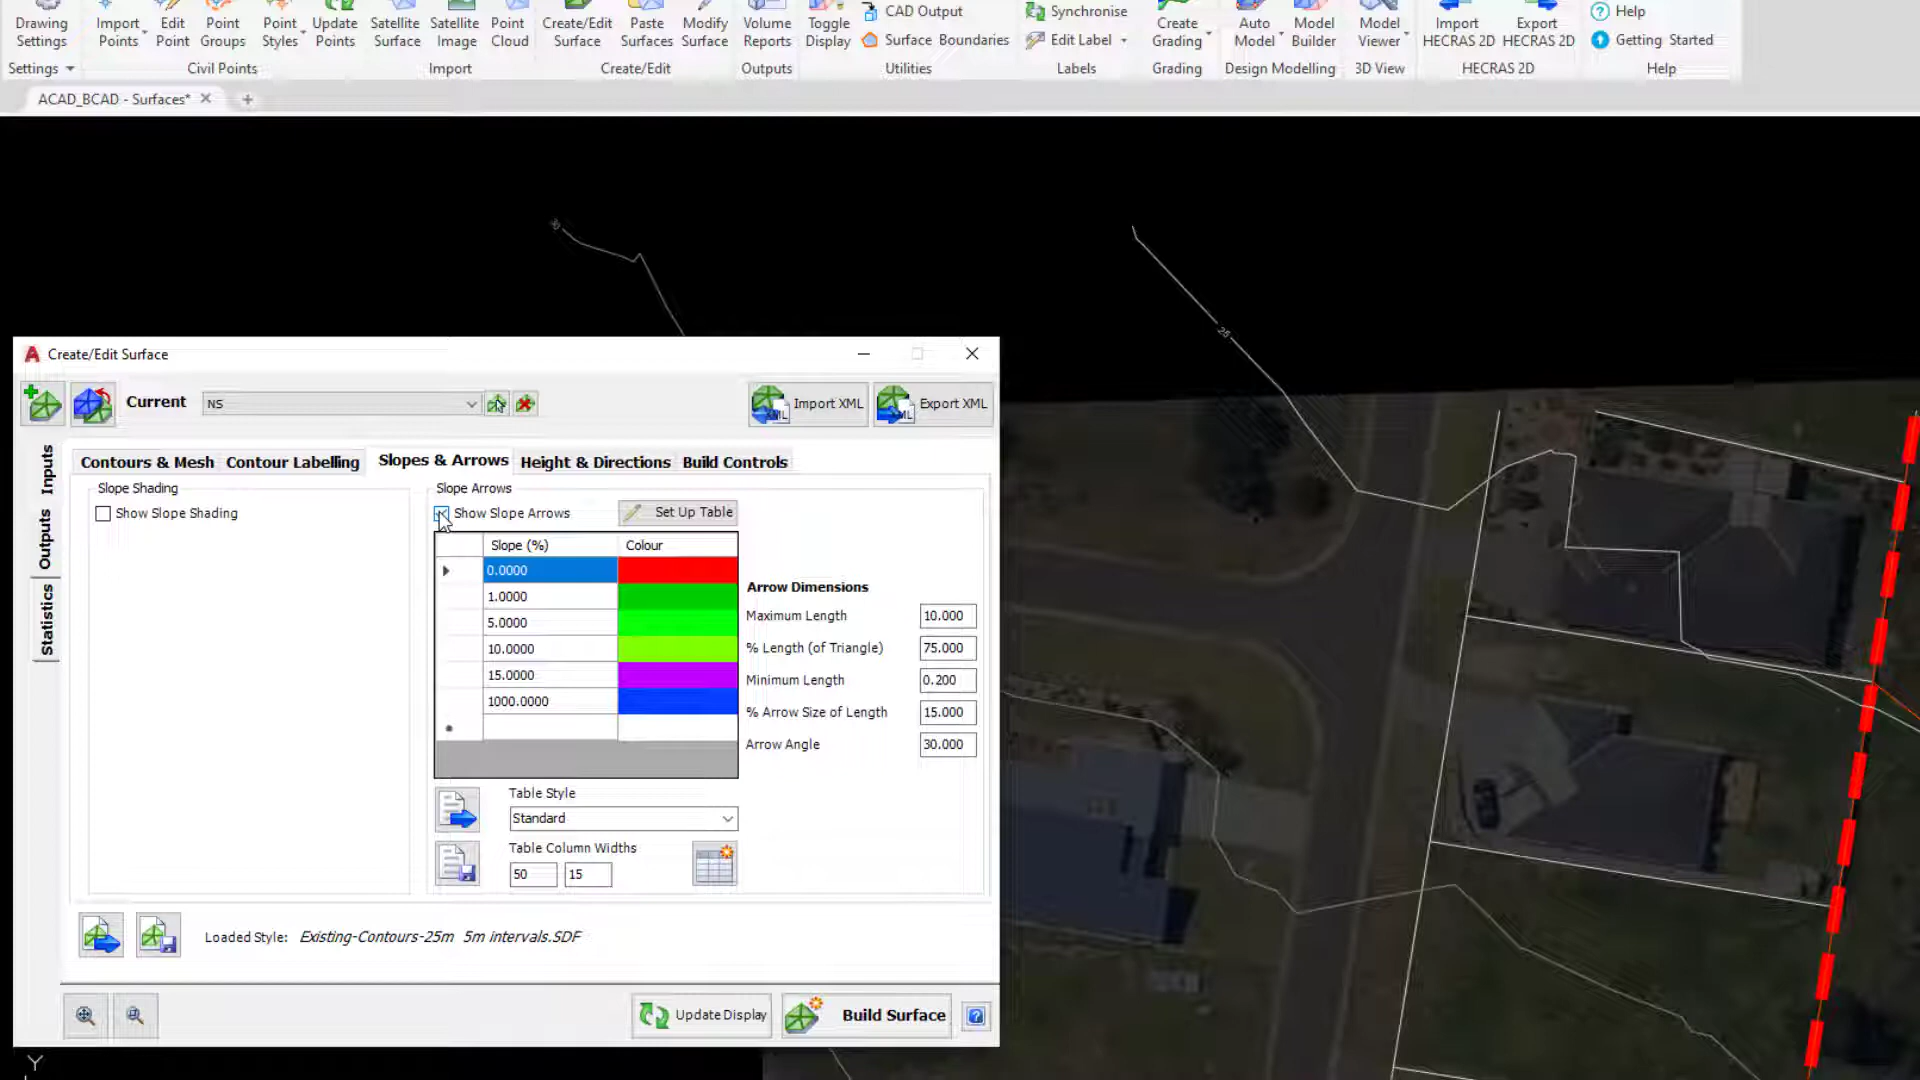 Drawing Settings
Import Points
Edit Point
Point Groups
Point Styles
Update Points
Satellite Surface
Satellite Image
Point Cloud
Create/Edit Surface
Paste Surfaces
Modify Surface
Volume Reports
Toggle Display
CAD Output
Surface Boundaries
Synchronise
Edit Label
Create Grading
Auto Model
Model Builder
Model Viewer
Import HECRAS 2D
Export HECRAS 2D
Help
Getting Started
Settings
Civil Points
Import
Create/Edit
Outputs
Utilities
Labels
Grading
Design Modelling
3D View
HECRAS 2D
Help
ACAD_BCAD - Surfaces*
30
25
Create/Edit Surface
Current
NS
Import XML
Export XML
Inputs
Outputs
Statistics
Contours & Mesh
Contour Labelling
Slopes & Arrows
Height & Directions
Build Controls
Slope Shading
Show Slope Shading
Slope Arrows
Show Slope Arrows
Set Up Table
Slope (%)
Colour
0.0000
1.0000
5.0000
10.0000
15.0000
1000.0000
Arrow Dimensions
Maximum Length
10.000
% Length (of Triangle)
75.000
Minimum Length
0.200
% Arrow Size of Length
15.000
Arrow Angle
30.000
Table Style
Standard
Table Column Widths
50
15
Loaded Style:
Existing-Contours-25m 5m intervals.SDF
Update Display
Build Surface
Y